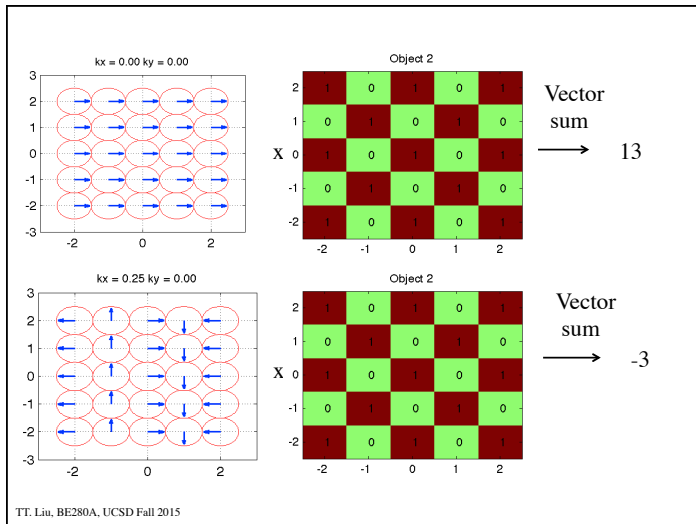 kx = 0.00 ky = 0.00
3
2
1
0
-1
-2
-3
-2 0 2
Object 2
2 1 0 1 0 1
1 0 1 0 1 0
X 0 1 0 1 0 1
-1 0 1 0 1 0
-2 1 0 1 0 1
-2 -1 0 1 2
Vector
sum
13
kx = 0.25 ky = 0.00
3
2
1
0
-1
-2
-3
-2 0 2
Object 2
2 1 0 1 0 1
1 0 1 0 1 0
X 0 1 0 1 0 1
-1 0 1 0 1 0
-2 1 0 1 0 1
-2 -1 0 1 2
Vector
sum
-3
TT. Liu, BE280A, UCSD Fall 2015